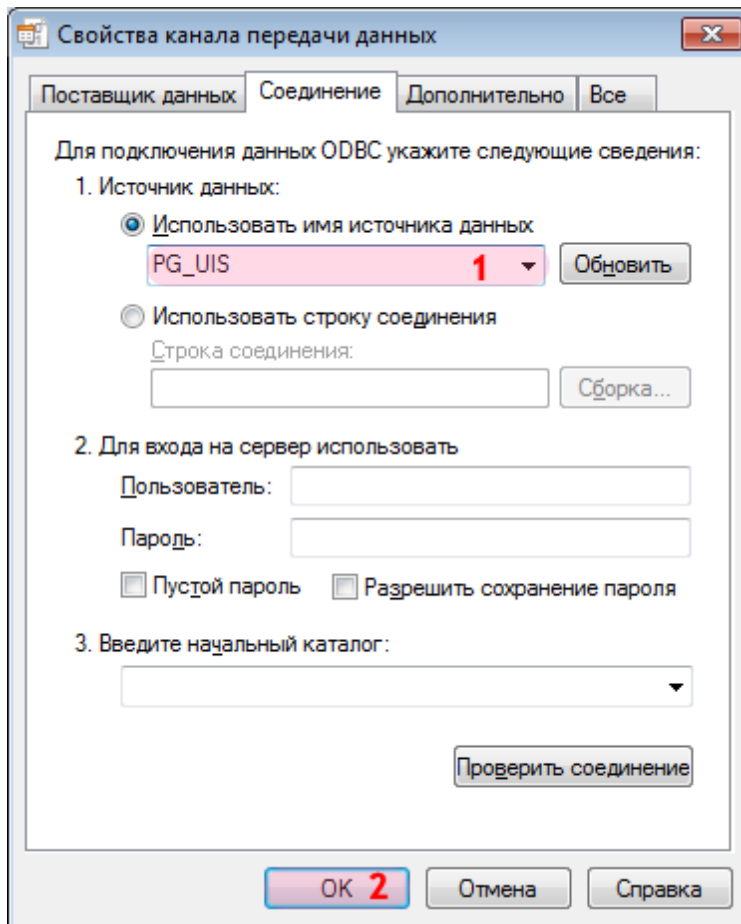 Свойства канала передачи данных
Поставщик данных Соединение Дополнительно Все
Для подключения данных ODBC укажите следующие сведения:
1. Источник данных:
Использовать имя источника данных
PG_UIS 1 Обновить
Использовать строку соединения
Строка соединения:
Сборка...
2. Для входа на сервер использовать
Пользователь:
Пароль:
Пустой пароль Разрешить сохранение пароля
3. Введите начальный каталог:
Проверить соединение
OK 2 Отмена Справка